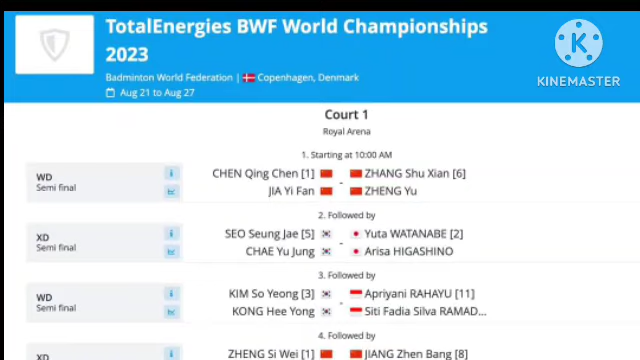 TotalEnergies BWF World Championships
2023
Badminton World Federation | Copenhagen, Denmark
Aug 21 to Aug 27
KINEMASTER
Court 1
Royal Arena
1. Starting at 10:00 AM
WD
Semi final
CHEN Qing Chen [1] - ZHANG Shu Xian [6]
JIA Yi Fan ZHENG Yu
2. Followed by
XD
Semi final
SEO Seung Jae [5] - Yuta WATANABE [2]
CHAE Yu Jung Arisa HIGASHINO
3. Followed by
WD
Semi final
KIM So Yeong [3] - Apriyani RAHAYU [11]
KONG Hee Yong Siti Fadia Silva RAMAD...
4. Followed by
XD
ZHENG Si Wei [1] JIANG Zhen Bang [8]